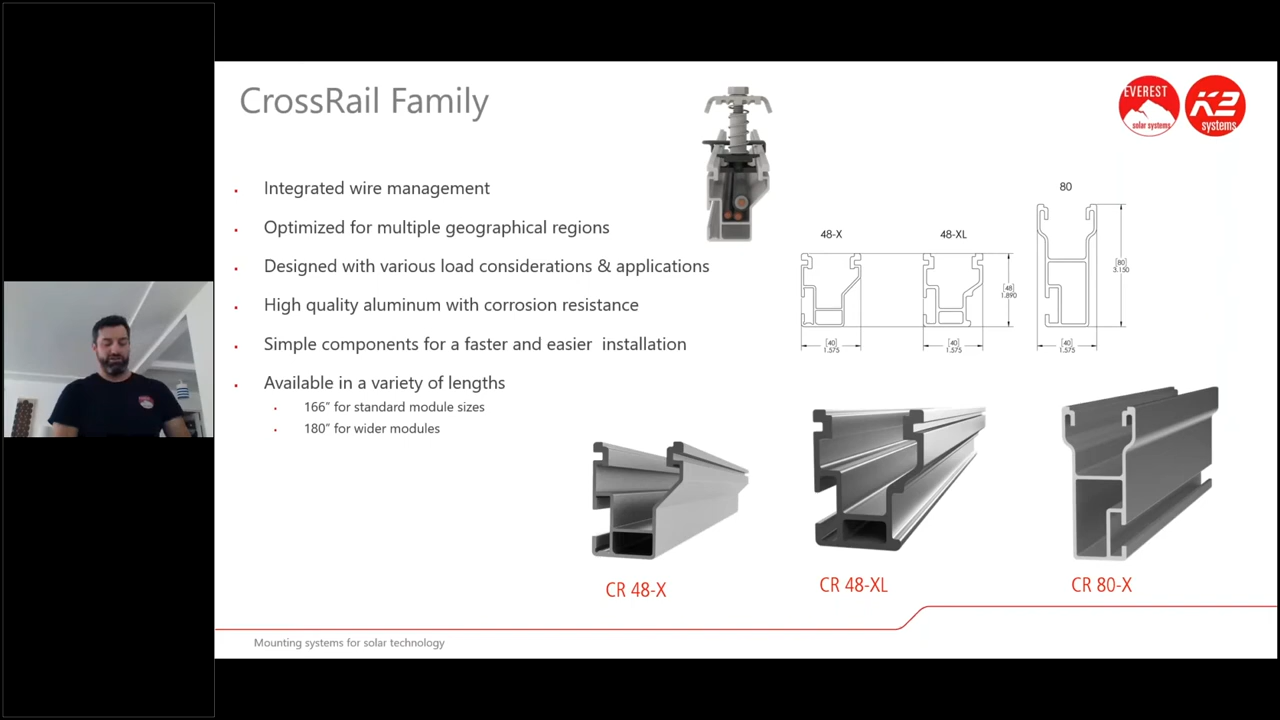 CrossRail Family
EVEREST
solar systems
K2
systems
• Integrated wire management
• Optimized for multiple geographical regions
• Designed with various load considerations & applications
• High quality aluminum with corrosion resistance
• Simple components for a faster and easier  installation
• Available in a variety of lengths
• 166” for standard module sizes
• 180” for wider modules
80
48-X
48-XL
[80]
3.150
[48]
1.890
[40]
1.575
[40]
1.575
[40]
1.575
CR 48-X
CR 48-XL
CR 80-X
Mounting systems for solar technology